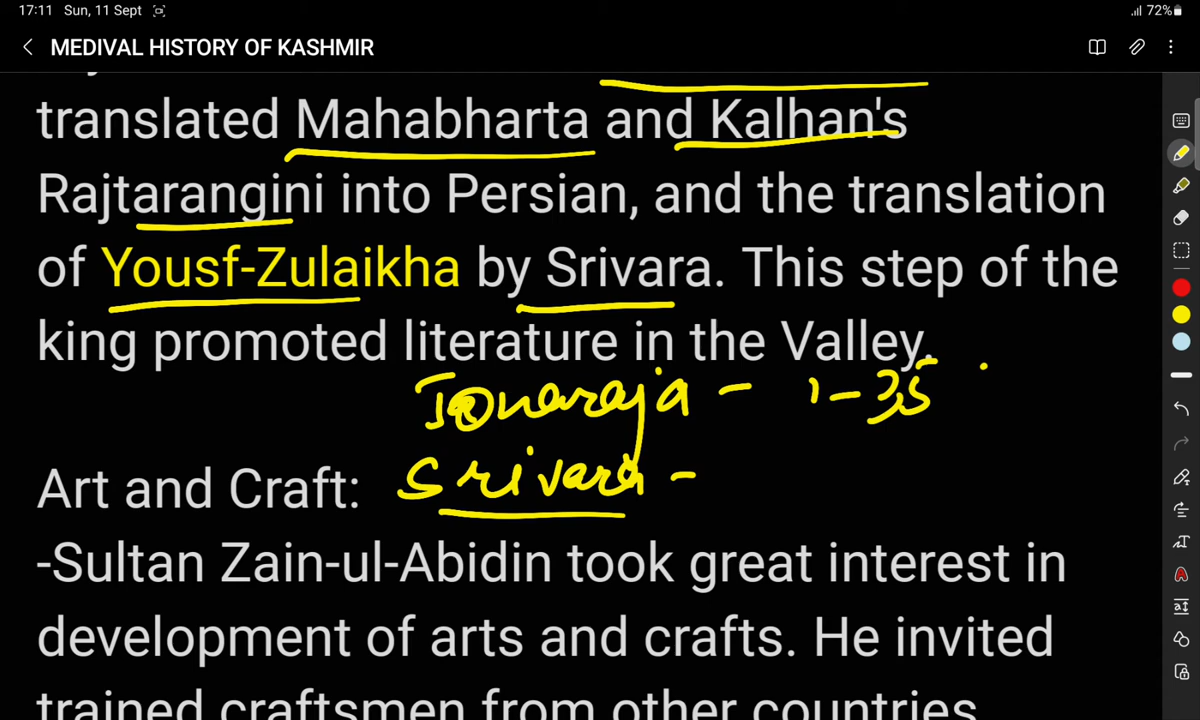 17:11 Sun, 11 Sept 72%
MEDIVAL HISTORY OF KASHMIR
translated Mahabharta and Kalhan's
Rajtarangini into Persian, and the translation
of Yousf-Zulaikha by Srivara. This step of the
king promoted literature in the Valley.
Jonaraja - 1-35
Art and Craft: Srivara -
-Sultan Zain-ul-Abidin took great interest in
development of arts and crafts. He invited
trained craftsmen from other countries